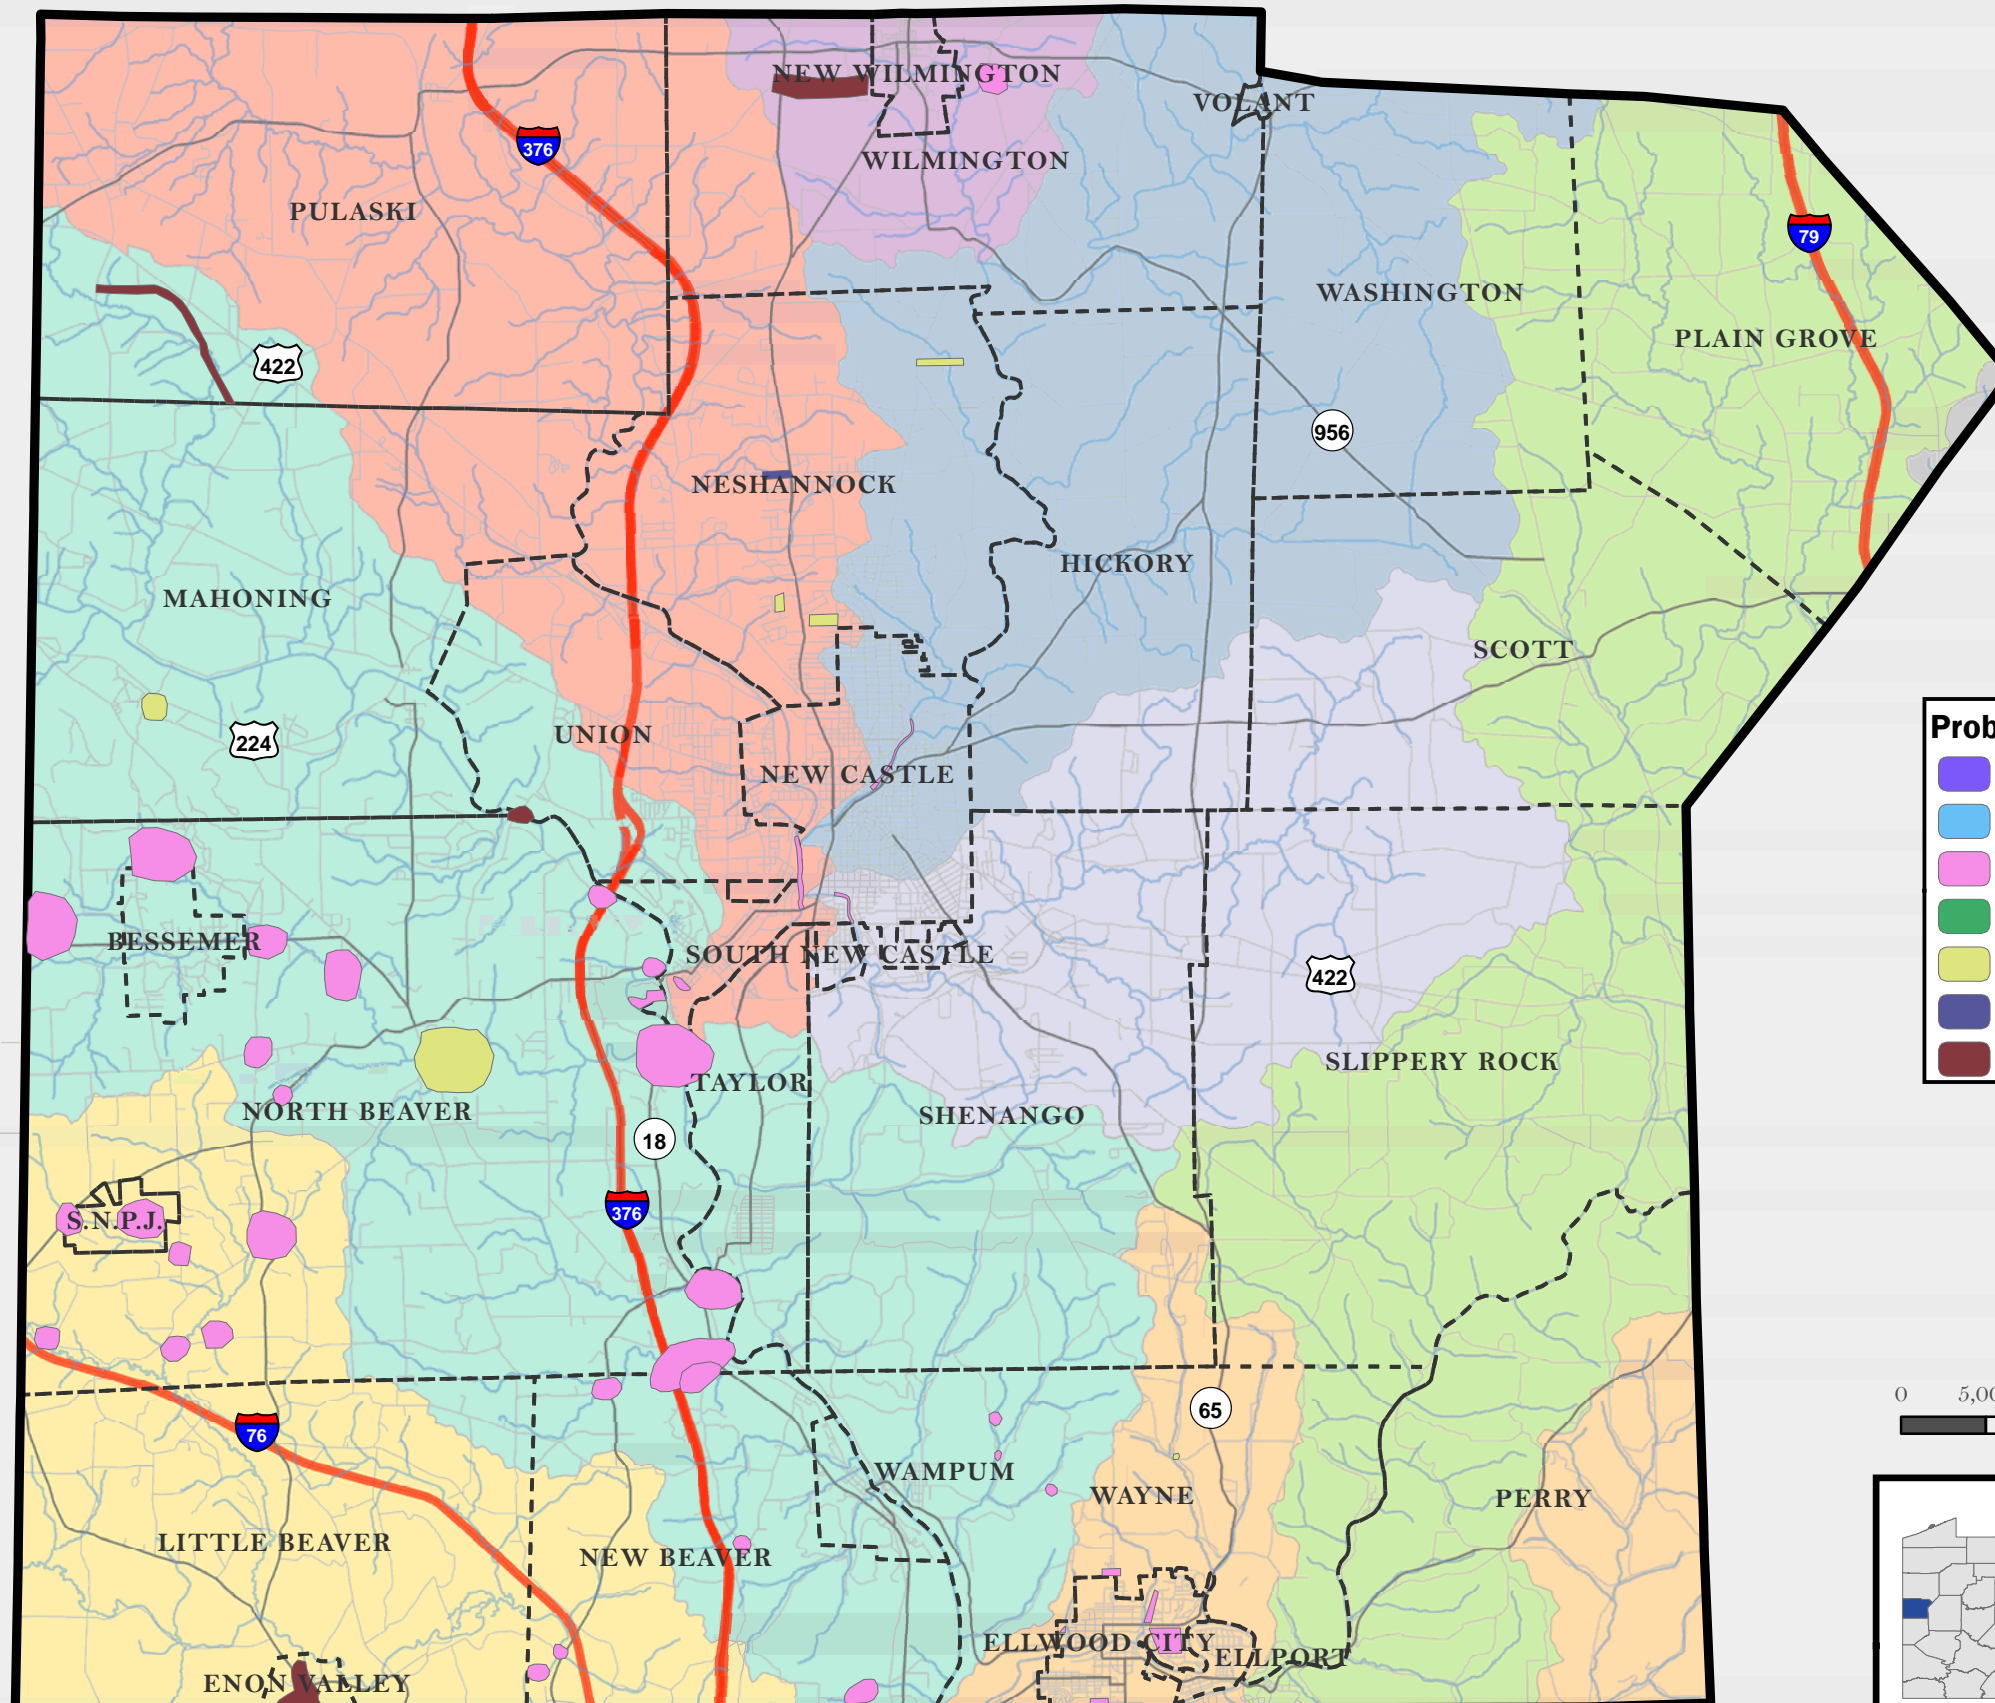 NEW WILMINGTON
VOLANT
376
WILMINGTON
PULASKI
79
WASHINGTON
PLAIN GROVE
422
956
NESHANNOCK
HICKORY
MAHONING
SCOTT
224
UNION
Prob
NEW CASTLE
BESSEMER
SOUTH NEW CASTLE
422
SLIPPERY ROCK
TAYLOR
NORTH BEAVER
SHENANGO
18
376
S.N.P.J.
0 5,00
65
76
WAMPUM
WAYNE
PERRY
LITTLE BEAVER
NEW BEAVER
ELLWOOD CITY
ELLPORT
ENON VALLEY